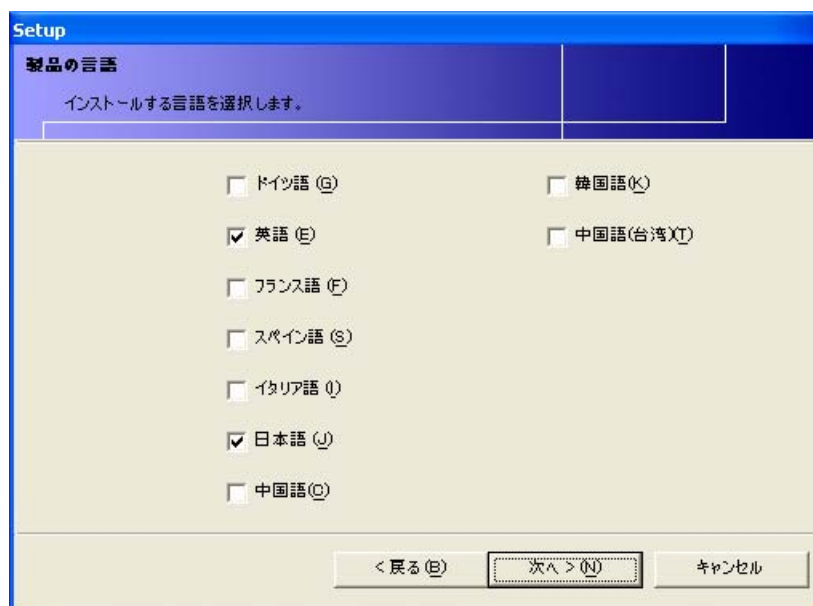 Setup
製品の言語
インストールする言語を選択します。
ドイツ語 (G)
英語 (E)
フランス語 (F)
スペイン語 (S)
イタリア語 (I)
日本語 (J)
中国語(C)
韓国語(K)
中国語(台湾)(T)
< 戻る(B)
次へ >(N)
キャンセル